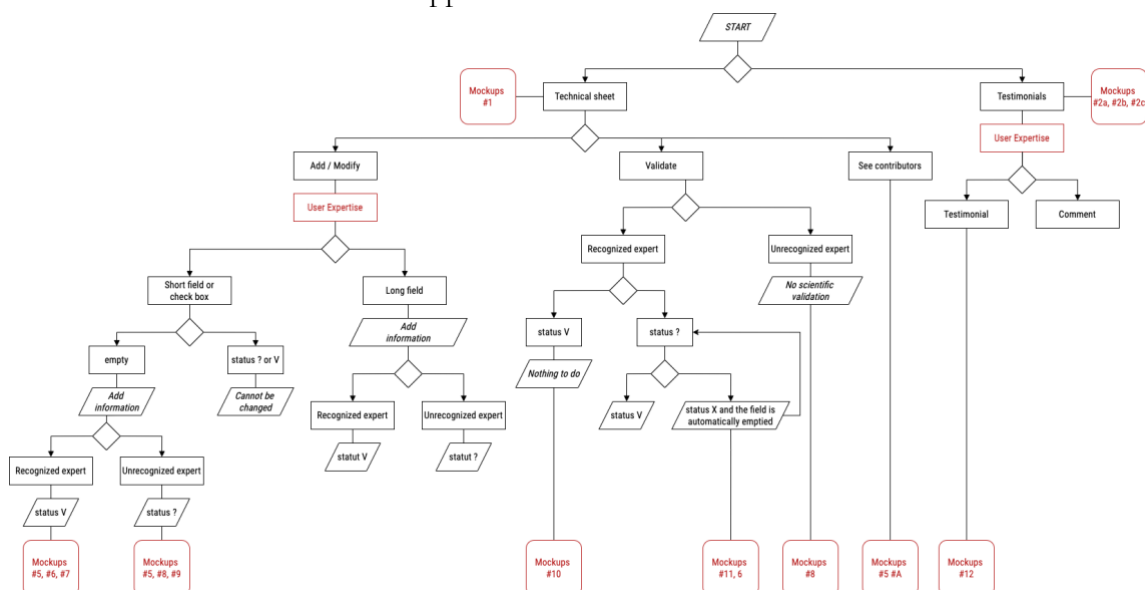 START
Mockups
#1
Technical sheet
Testimonials
Mockups
#2a, #2b, #2c
User Expertise
Add / Modify
Validate
See contributors
User Expertise
Testimonial
Comment
Recognized expert
Unrecognized expert
Short field or
check box
Long field
No scientific
validation
Add
information
status V
status ?
empty
status ? or V
Nothing to do
Add
information
Cannot be
changed
Recognized expert
Unrecognized expert
status V
status X and the field is
automatically emptied
statut V
statut ?
Recognized expert
Unrecognized expert
status V
status ?
Mockups
#5, #6, #7
Mockups
#5, #8, #9
Mockups
#10
Mockups
#11, 6
Mockups
#8
Mockups
#5 #A
Mockups
#12